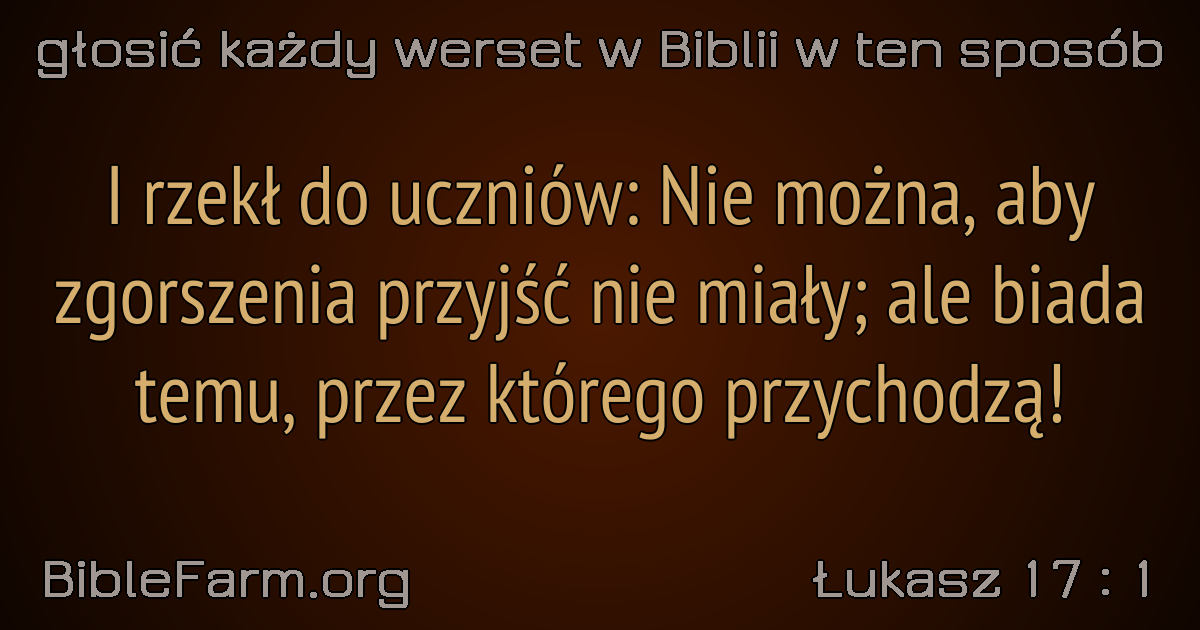 głosić każdy werset w Biblii w ten sposób
I rzekł do uczniów: Nie można, aby
zgorszenia przyjść nie miały; ale biada
temu, przez którego przychodzą!
BibleFarm.org
Łukasz 17 : 1